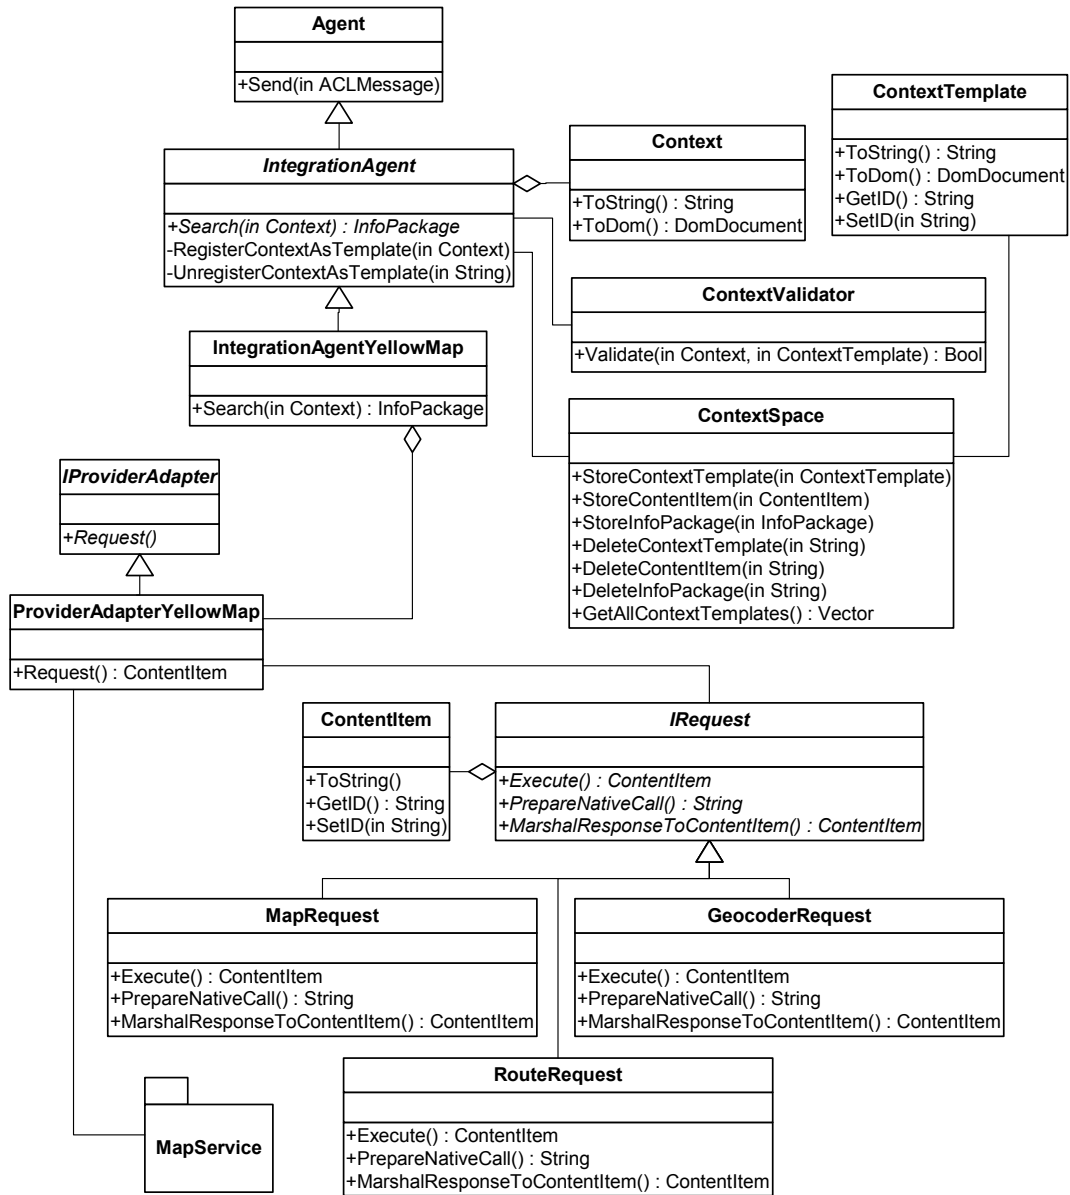 Agent
+Send(in ACLMessage)
ContextTemplate
+ToString() : String
+ToDom() : DomDocument
+GetID() : String
+SetID(in String)
IntegrationAgent
+Search(in Context) : InfoPackage
-RegisterContextAsTemplate(in Context)
-UnregisterContextAsTemplate(in String)
Context
+ToString() : String
+ToDom() : DomDocument
ContextValidator
+Validate(in Context, in ContextTemplate) : Bool
IntegrationAgentYellowMap
+Search(in Context) : InfoPackage
ContextSpace
+StoreContextTemplate(in ContextTemplate)
+StoreContentItem(in ContentItem)
+StoreInfoPackage(in InfoPackage)
+DeleteContextTemplate(in String)
+DeleteContentItem(in String)
+DeleteInfoPackage(in String)
+GetAllContextTemplates() : Vector
IProviderAdapter
+Request()
ProviderAdapterYellowMap
+Request() : ContentItem
ContentItem
+ToString()
+GetID() : String
+SetID(in String)
IRequest
+Execute() : ContentItem
+PrepareNativeCall() : String
+MarshalResponseToContentItem() : ContentItem
MapRequest
+Execute() : ContentItem
+PrepareNativeCall() : String
+MarshalResponseToContentItem() : ContentItem
GeocoderRequest
+Execute() : ContentItem
+PrepareNativeCall() : String
+MarshalResponseToContentItem() : ContentItem
RouteRequest
+Execute() : ContentItem
+PrepareNativeCall() : String
+MarshalResponseToContentItem() : ContentItem
MapService